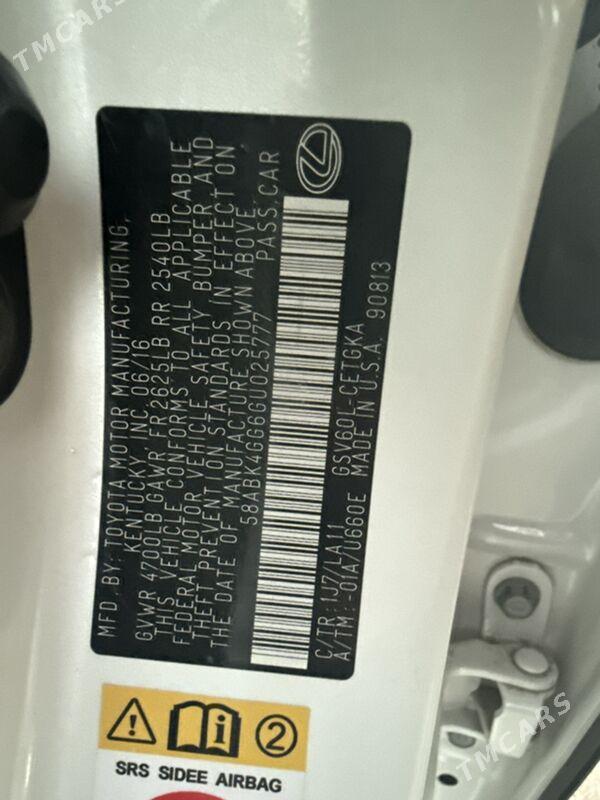 TMCARS
MFD. BY: TOYOTA MOTOR MANUFACTURING,
KENTUCKY, INC. 06/16
GVWR 4700LB GAWR FR2625LB RR 2540LB
THIS VEHICLE CONFORMS TO ALL APPLICABLE
FEDERAL MOTOR VEHICLE SAFETY, BUMPER AND
THEFT PREVENTION STANDARDS IN EFFECT ON
THE DATE OF MANUFACTURE SHOWN ABOVE.
58ABK4GG6GU025777 PASS.CAR
C/TR:1J7/LA11
A/TM:-01A/U660E GSV60L-CETGKA
MADE IN U.S.A. 90813
2
SRS SIDEE AIRBAG
TMCARS